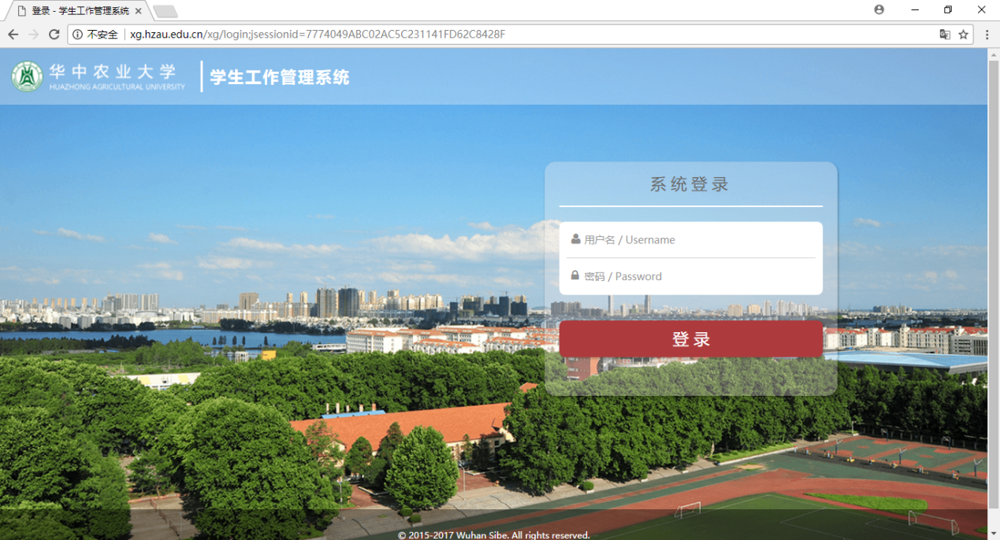 登录 - 学生工作管理系统
不安全 xg.hzau.edu.cn/xg/login;jsessionid=7774049ABC02AC5C231141FD62C8428F
华中农业大学
HUAZHONG AGRICULTURAL UNIVERSITY
学生工作管理系统
系统登录
用户名 / Username
密码 / Password
登录
© 2015-2017 Wuhan Sibe. All rights reserved.